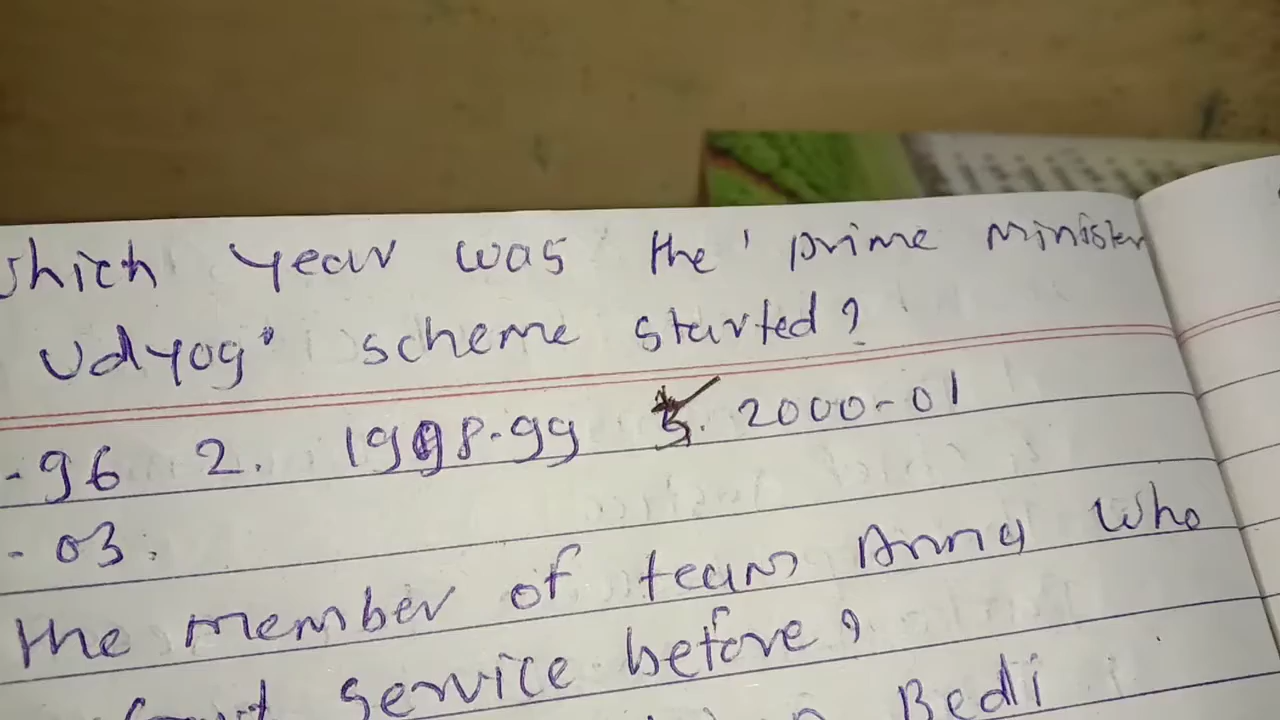 which year was the 'prime minister
udyog' scheme started?
-96 2. 1998-99 3. 2000-01
-03.
the member of team Anna who
service before?
Bedi